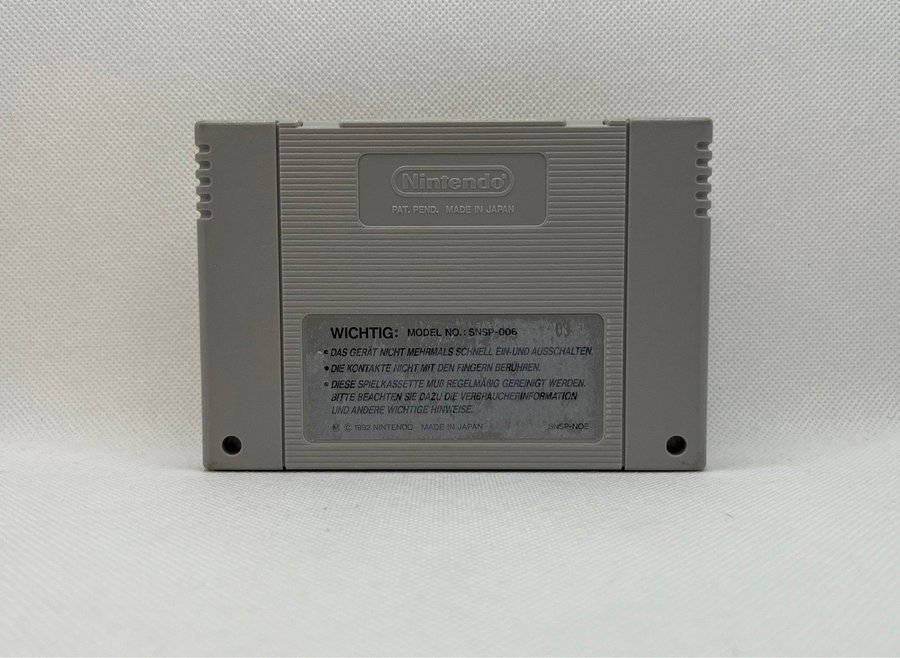 Nintendo®
PAT. PEND. MADE IN JAPAN
WICHTIG: MODEL NO.: SNSP-006
• DAS GERÄT NICHT MEHRMALS SCHNELL EIN-UND AUSSCHALTEN.
• DIE KONTAKTE NICHT MIT DEN FINGERN BERÜHREN.
• DIESE SPIELKASSETTE MUß REGELMÄßIG GEREINIGT WERDEN.
BITTE BEACHTEN SIE DAZU DIE VERBRAUCHERINFORMATION
UND ANDERE WICHTIGE HINWEISE.
Ⓜ © 1992 NINTENDO MADE IN JAPAN SNSP-NOE